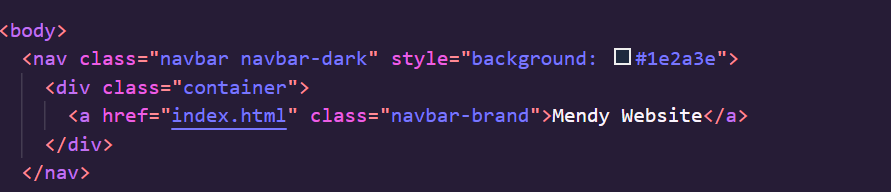 <body>
<nav class="navbar navbar-dark" style="background: #1e2a3e">
<div class="container">
<a href="index.html" class="navbar-brand">Mendy Website</a>
</div>
</nav>